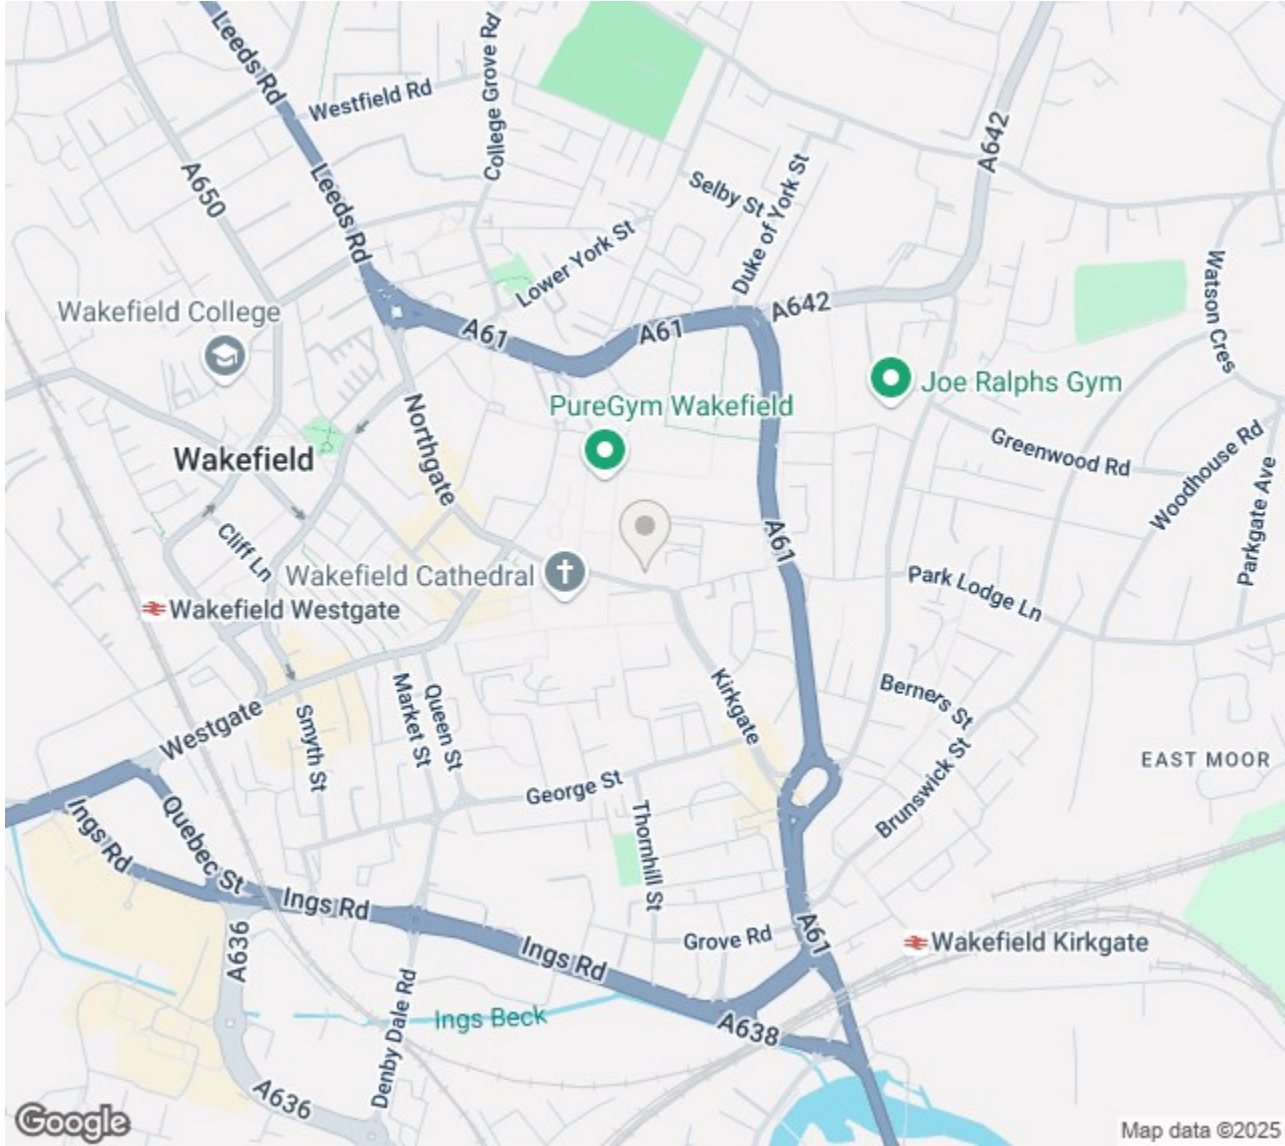 Leeds Rd
Westfield Rd
College Grove Rd
A642
A650
Leeds Rd
Selby St
Duke of York St
Lower York St
Watson Cres
Wakefield College
A61
A61
A642
Joe Ralphs Gym
PureGym Wakefield
Northgate
Greenwood Rd
Woodhouse Rd
Wakefield
Parkgate Ave
Cliff Ln
A61
Wakefield Cathedral
Park Lodge Ln
Wakefield Westgate
Kirkgate
Berners St
Queen St
Market St
Westgate
Smyth St
EAST MOOR
George St
Brunswick St
Quebec St
Ings Rd
Thornhill St
Ings Rd
A61
Grove Rd
Wakefield Kirkgate
A636
Ings Rd
Denby Dale Rd
Ings Beck
A638
A636
Google
Map data ©2025